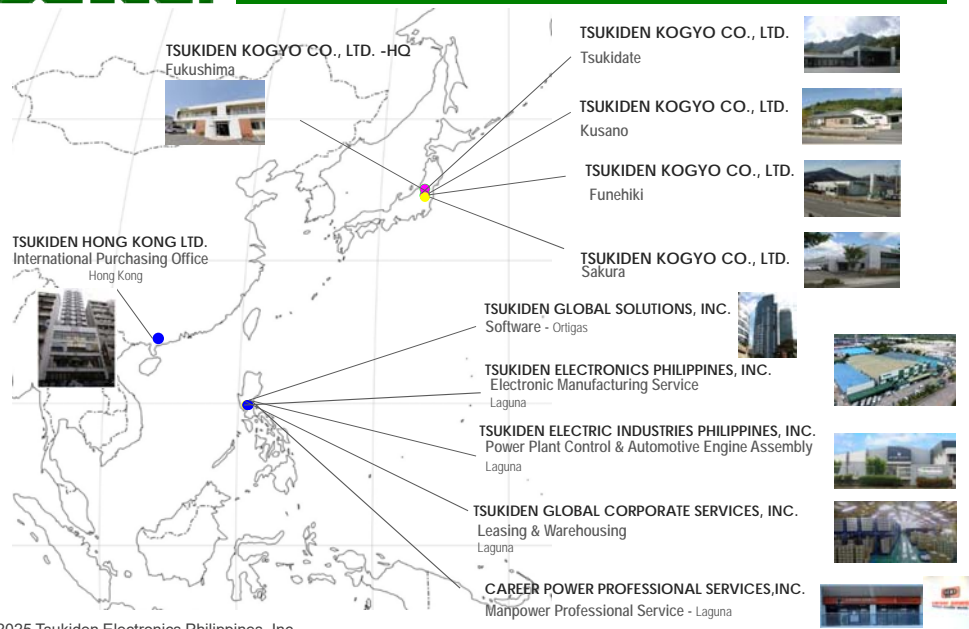 TSUKIDEN KOGYO CO., LTD. -HQ
Fukushima
TSUKIDEN KOGYO CO., LTD.
Tsukidate
TSUKIDEN KOGYO CO., LTD.
Kusano
TSUKIDEN KOGYO CO., LTD.
Funehiki
TSUKIDEN KOGYO CO., LTD.
Sakura
TSUKIDEN HONG KONG LTD.
International Purchasing Office
Hong Kong
TSUKIDEN GLOBAL SOLUTIONS, INC.
Software - Ortigas
TSUKIDEN ELECTRONICS PHILIPPINES, INC.
Electronic Manufacturing Service
Laguna
TSUKIDEN ELECTRIC INDUSTRIES PHILIPPINES, INC.
Power Plant Control & Automotive Engine Assembly
Laguna
TSUKIDEN GLOBAL CORPORATE SERVICES, INC.
Leasing & Warehousing
Laguna
CAREER POWER PROFESSIONAL SERVICES,INC.
Manpower Professional Service - Laguna
2025 Tsukiden Electronics Philippines, Inc